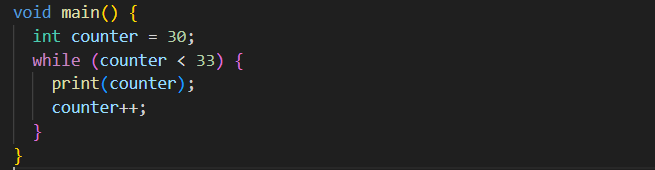 void main() {
  int counter = 30;
  while (counter < 33) {
    print(counter);
    counter++;
  }
}